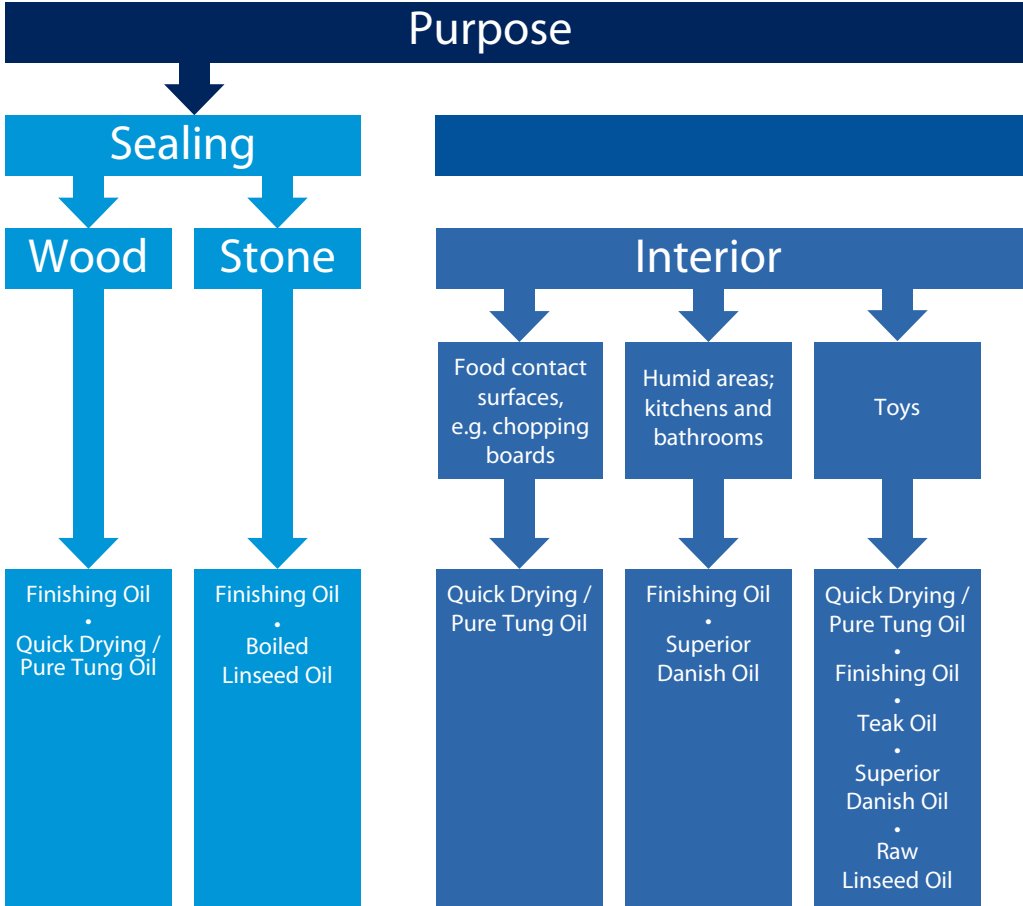 Purpose
Sealing
Wood
Stone
Interior
Food contact
surfaces,
e.g. chopping
boards
Humid areas;
kitchens and
bathrooms
Toys
Finishing Oil
•
Quick Drying /
Pure Tung Oil
Finishing Oil
•
Boiled
Linseed Oil
Quick Drying /
Pure Tung Oil
Finishing Oil
•
Superior
Danish Oil
Quick Drying /
Pure Tung Oil
•
Finishing Oil
•
Teak Oil
•
Superior
Danish Oil
•
Raw
Linseed Oil